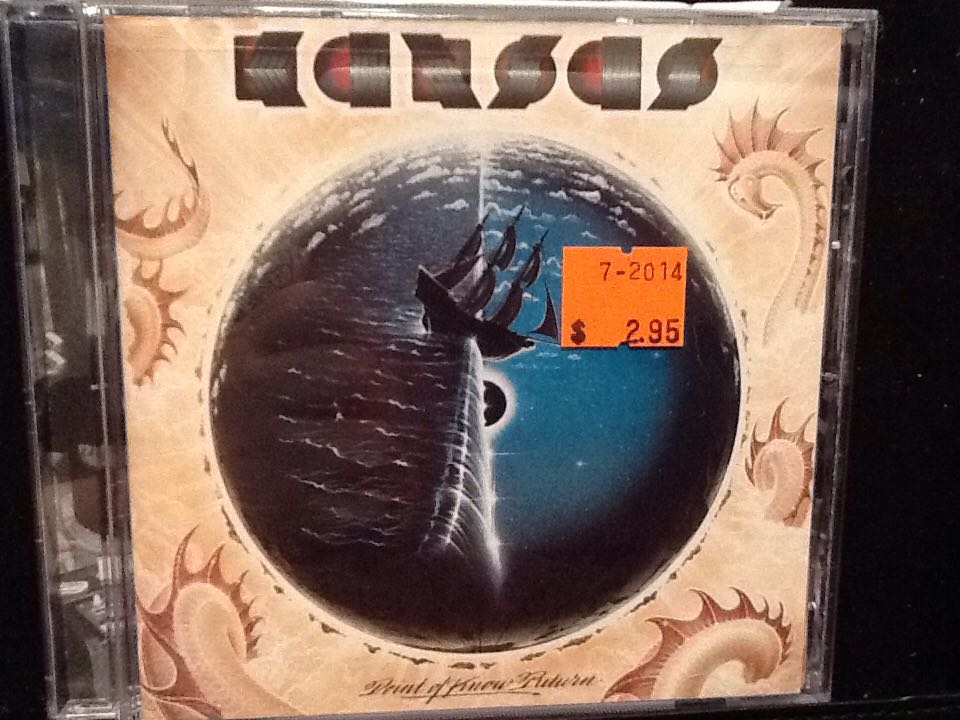 KANSAS
7-2014
$ 2.95
Point of Know Return